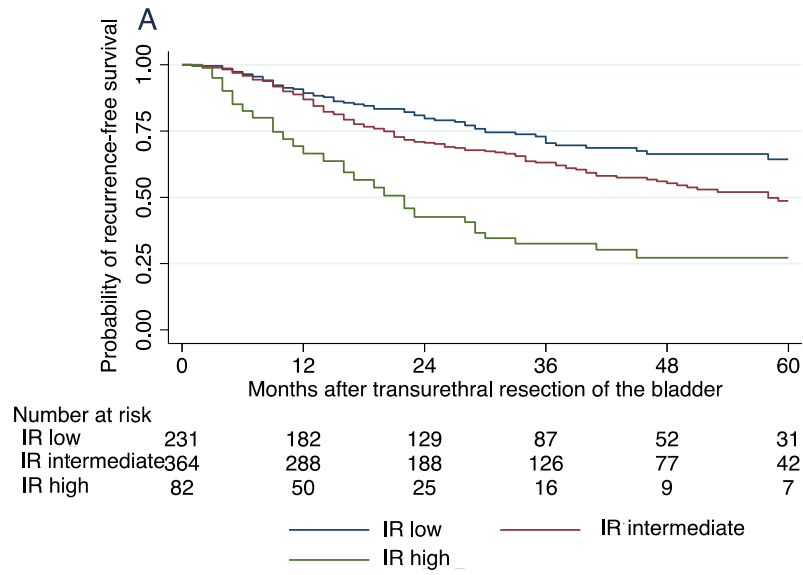 A
Probability of recurrence-free survival
1.00
0.75
0.50
0.25
0.00
0 12 24 36 48 60
Months after transurethral resection of the bladder
Number at risk
IR low 231 182 129 87 52 31
IR intermediate 364 288 188 126 77 42
IR high 82 50 25 16 9 7
IR low IR intermediate
IR high